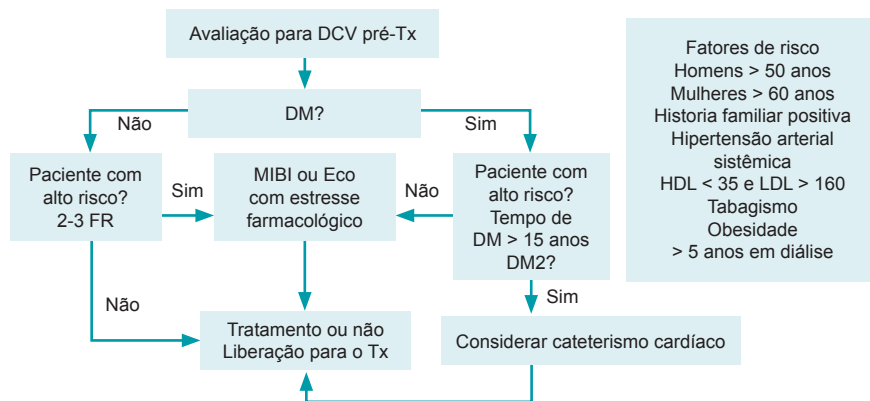 Avaliação para DCV pré-Tx
DM?
Não
Sim
Paciente com
alto risco?
2-3 FR
Sim
MIBI ou Eco
com estresse
farmacológico
Não
Paciente com
alto risco?
Tempo de
DM > 15 anos
DM2?
Não
Sim
Tratamento ou não
Liberação para o Tx
Considerar cateterismo cardíaco
Fatores de risco
Homens > 50 anos
Mulheres > 60 anos
Historia familiar positiva
Hipertensão arterial
sistêmica
HDL < 35 e LDL > 160
Tabagismo
Obesidade
> 5 anos em diálise